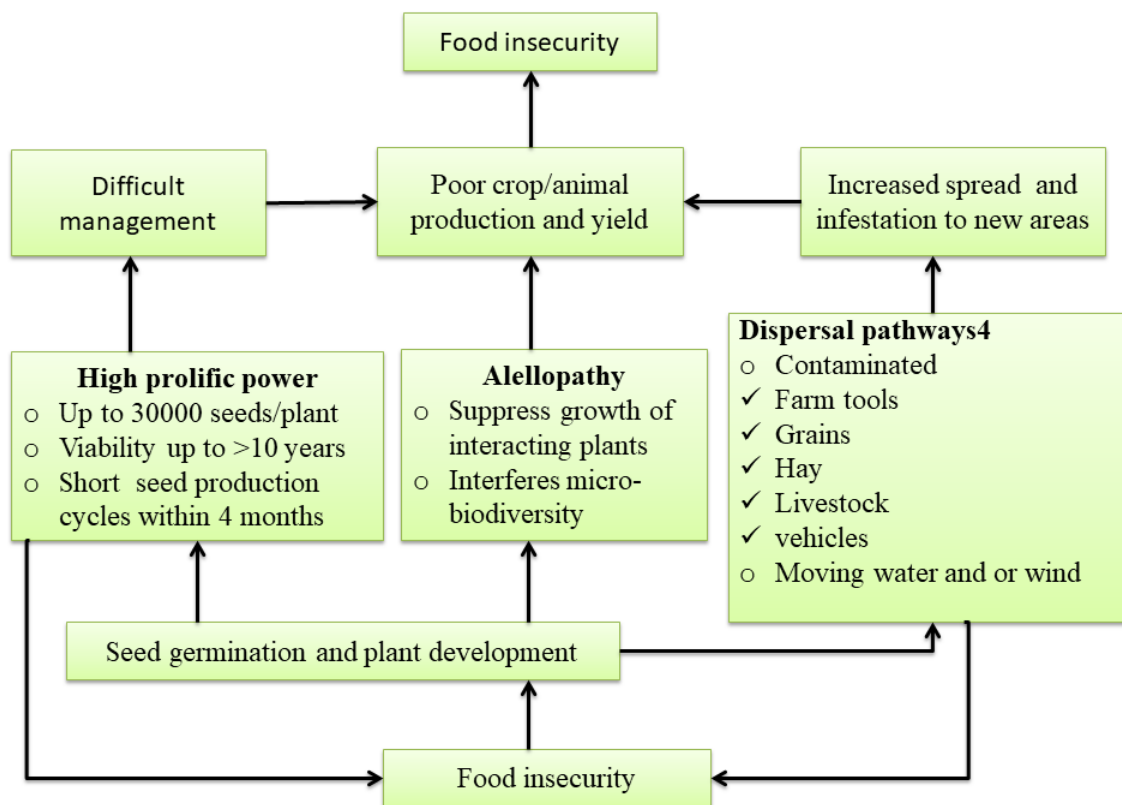 Food insecurity
Difficult
management
Poor crop/animal
production and yield
Increased spread and
infestation to new areas
High prolific power
o Up to 30000 seeds/plant
o Viability up to >10 years
o Short seed production
cycles within 4 months
Alellopathy
o Suppress growth of
interacting plants
o Interferes micro-
biodiversity
Dispersal pathways4
o Contaminated
✓ Farm tools
✓ Grains
✓ Hay
✓ Livestock
✓ vehicles
o Moving water and or wind
Seed germination and plant development
Food insecurity